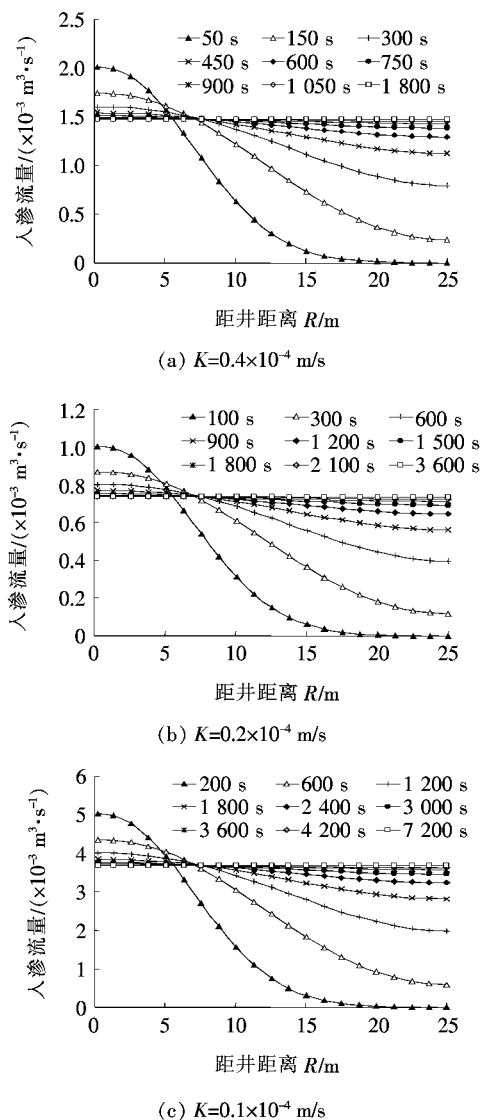 2.5
2.0
1.5
1.0
0.5
0
50 s 150 s 300 s
450 s 600 s 750 s
900 s 1 050 s 1 800 s
人渗流量/(×10⁻³ m³·s⁻¹)
0 5 10 15 20 25
距井距离 R/m
(a) K=0.4×10⁻⁴ m/s
1.2
1.0
0.8
0.6
0.4
0.2
0
100 s 300 s 600 s
900 s 1 200 s 1 500 s
1 800 s 2 100 s 3 600 s
人渗流量/(×10⁻³ m³·s⁻¹)
0 5 10 15 20 25
距井距离 R/m
(b) K=0.2×10⁻⁴ m/s
6
5
4
3
2
1
0
200 s 600 s 1 200 s
1 800 s 2 400 s 3 000 s
3 600 s 4 200 s 7 200 s
人渗流量/(×10⁻³ m³·s⁻¹)
0 5 10 15 20 25
距井距离 R/m
(c) K=0.1×10⁻⁴ m/s